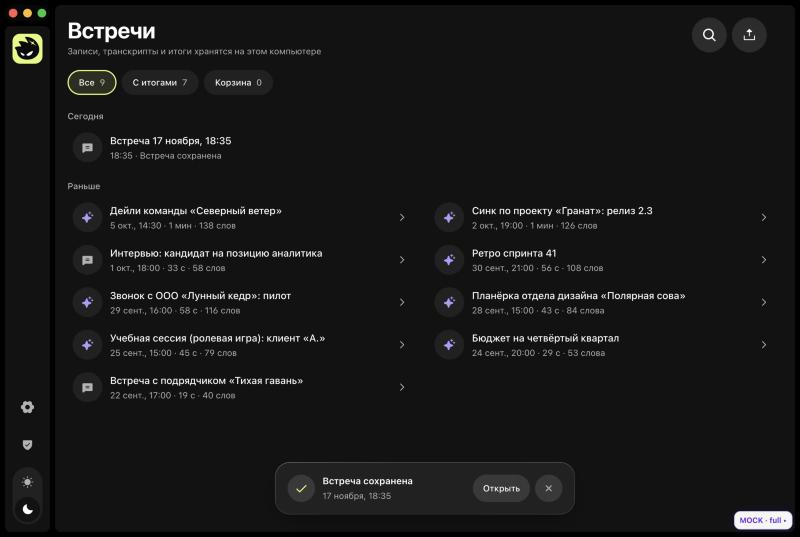 Встречи
Записи, транскрипты и итоги хранятся на этом компьютере
Все 9
С итогами 7
Корзина 0
Сегодня
Встреча 17 ноября, 18:35
18:35 · Встреча сохранена
Раньше
Дейли команды «Северный ветер»
5 окт., 14:30 · 1 мин · 138 слов
Синк по проекту «Гранат»: релиз 2.3
2 окт., 19:00 · 1 мин · 126 слов
Интервью: кандидат на позицию аналитика
1 окт., 18:00 · 33 с · 58 слов
Ретро спринта 41
30 сент., 21:00 · 56 с · 108 слов
Звонок с ООО «Лунный кедр»: пилот
29 сент., 16:00 · 58 с · 116 слов
Планёрка отдела дизайна «Полярная сова»
28 сент., 15:00 · 43 с · 84 слова
Учебная сессия (ролевая игра): клиент «А.»
25 сент., 15:00 · 45 с · 79 слов
Бюджет на четвёртый квартал
24 сент., 20:00 · 29 с · 53 слова
Встреча с подрядчиком «Тихая гавань»
22 сент., 17:00 · 19 с · 40 слов
Встреча сохранена
17 ноября, 18:35
Открыть
MOCK · full •